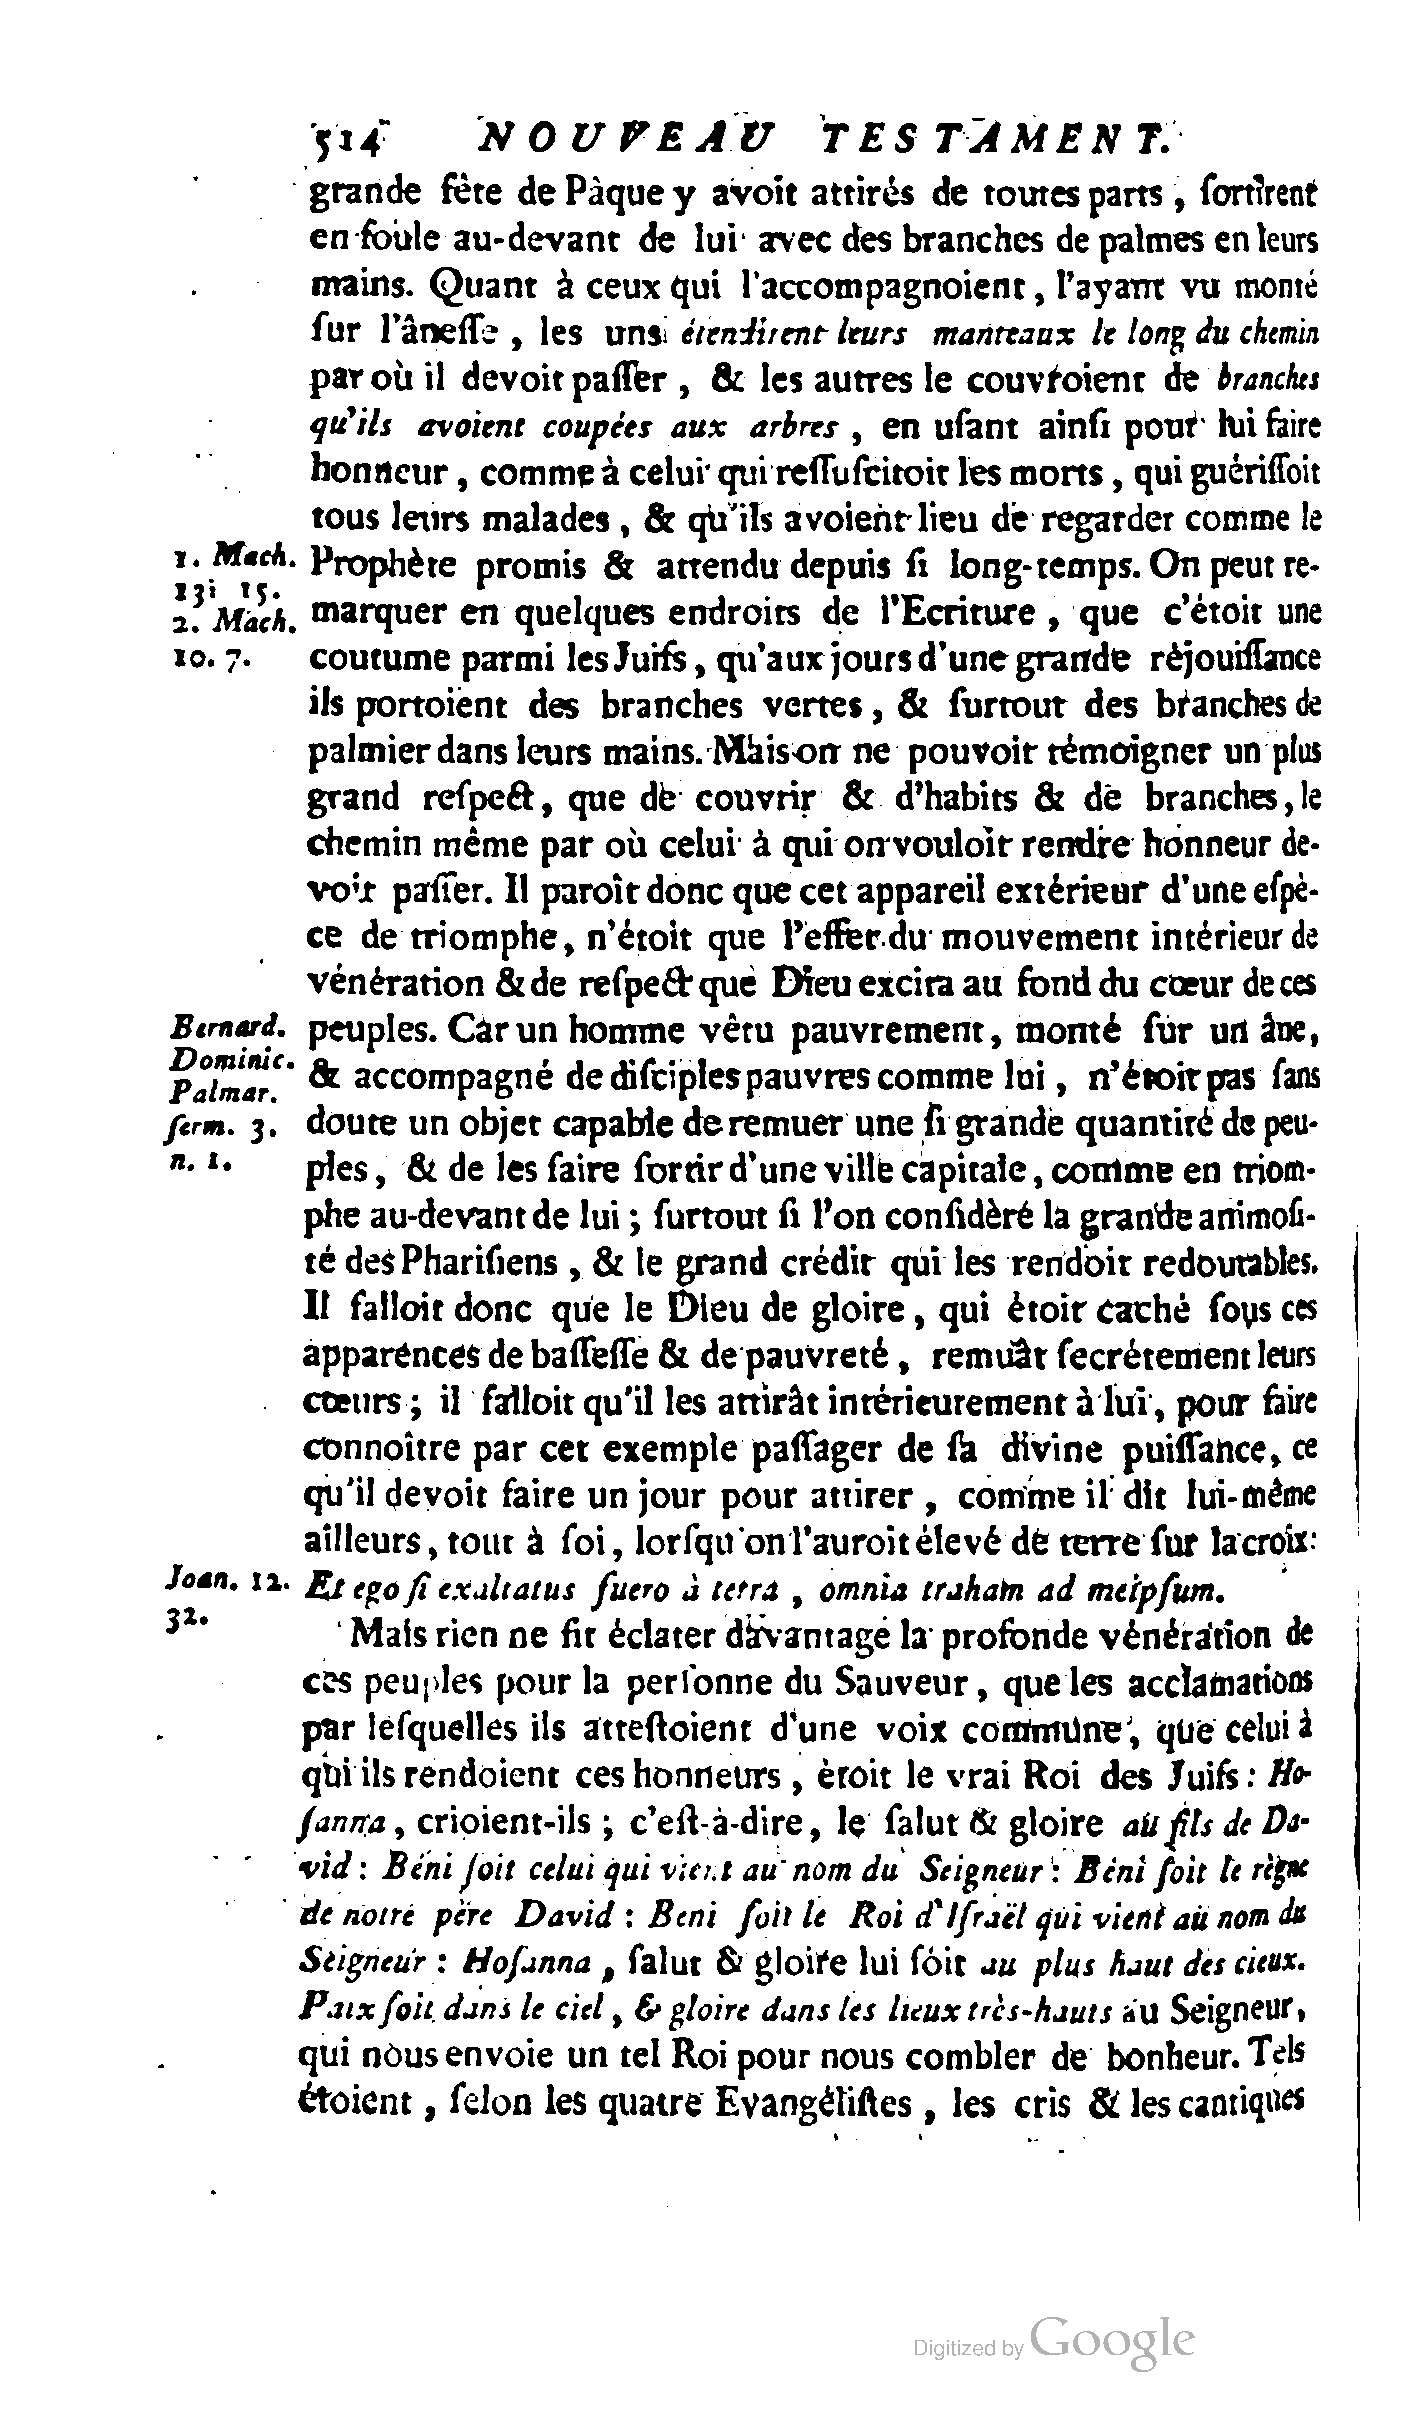 514 NOUVEAU TESTAMENT.
grande fête de Pàque y avoit attirés de toutes parts, ſortirent
en foule au-devant de lui avec des branches de palmes en leurs
mains. Quant à ceux qui l'accompagnoient, l'ayant vu monté
ſur l'âneſſe, les uns étendirent leurs manteaux le long du chemin
par où il devoit paſſer, & les autres le couvroient de branches
qu'ils avoient coupées aux arbres, en uſant ainſi pour lui faire
honneur, comme à celui qui reſſuſcitoit les morts, qui guériſſoit
tous leurs malades, & qu'ils avoient lieu de regarder comme le
1. Mach. Prophète promis & attendu depuis ſi long-temps. On peut re-
13. 15.
2. Mach. marquer en quelques endroits de l'Ecriture, que c'étoit une
10. 7. coutume parmi les Juifs, qu'aux jours d'une grande réjouiſſance
ils portoient des branches vertes, & ſurtout des branches de
palmier dans leurs mains. Mais on ne pouvoit témoigner un plus
grand reſpect, que de couvrir & d'habits & de branches, le
chemin même par où celui à qui on vouloit rendre honneur de-
voit paſſer. Il paroît donc que cet appareil extérieur d'une eſpè-
ce de triomphe, n'étoit que l'effet du mouvement intérieur de
vénération & de reſpect que Dieu excita au fond du cœur de ces
Bernard. peuples. Car un homme vêtu pauvrement, monté ſur un âne,
Dominic.
Palmar. & accompagné de diſciples pauvres comme lui, n'étoit pas ſans
ſerm. 3. doute un objet capable de remuer une ſi grande quantité de peu-
n. 1. ples, & de les faire ſortir d'une ville capitale, comme en triom-
phe au-devant de lui; ſurtout ſi l'on conſidèré la grande animoſi-
té des Phariſiens, & le grand crédit qui les rendoit redoutables.
Il falloit donc que le Dieu de gloire, qui étoit caché ſous ces
apparences de baſſeſſe & de pauvreté, remuât ſecrétement leurs
cœurs; il falloit qu'il les attirât intérieurement à lui, pour faire
connoître par cet exemple paſſager de ſa divine puiſſance, ce
qu'il devoit faire un jour pour attirer, comme il dit lui-même
ailleurs, tout à ſoi, lorſqu'on l'auroit élevé de terre ſur la croix:
Joan. 12. Et ego ſi exaltatus fuero à terrâ, omnia traham ad meipſum.
32. Mais rien ne fit éclater davantage la profonde vénération de
ces peuples pour la perſonne du Sauveur, que les acclamations
par leſquelles ils atteſtoient d'une voix commune, que celui à
qui ils rendoient ces honneurs, étoit le vrai Roi des Juifs: Ho-
ſanna, crioient-ils; c'eſt-à-dire, le ſalut & gloire au fils de Da-
vid: Béni ſoit celui qui vient au nom du Seigneur: Béni ſoit le règne
de notre père David: Beni ſoit le Roi d'Iſraël qui vient au nom du
Seigneur: Hoſanna, ſalut & gloire lui ſoit au plus haut des cieux.
Paix ſoit dans le ciel, & gloire dans les lieux très-hauts au Seigneur,
qui nous envoie un tel Roi pour nous combler de bonheur. Tels
étoient, ſelon les quatre Evangéliſtes, les cris & les cantiques
Digitized by Google